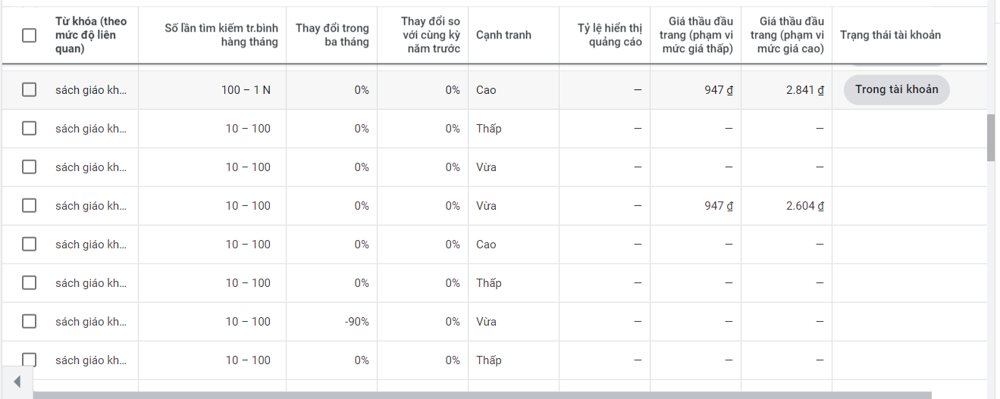 Từ khóa (theo mức độ liên quan) Số lần tìm kiếm tr.bình hàng tháng Thay đổi trong ba tháng Thay đổi so với cùng kỳ năm trước Cạnh tranh Tỷ lệ hiển thị quảng cáo Giá thầu đầu trang (phạm vi mức giá thấp) Giá thầu đầu trang (phạm vi mức giá cao) Trạng thái tài khoản
sách giáo kh... 100 – 1 N 0% 0% Cao — 947 ₫ 2.841 ₫ Trong tài khoản
sách giáo kh... 10 – 100 0% 0% Thấp — — —
sách giáo kh... 10 – 100 0% 0% Vừa — — —
sách giáo kh... 10 – 100 0% 0% Vừa — 947 ₫ 2.604 ₫
sách giáo kh... 10 – 100 0% 0% Cao — — —
sách giáo kh... 10 – 100 0% 0% Thấp — — —
sách giáo kh... 10 – 100 -90% 0% Vừa — — —
sách giáo kh... 10 – 100 0% 0% Thấp — — —